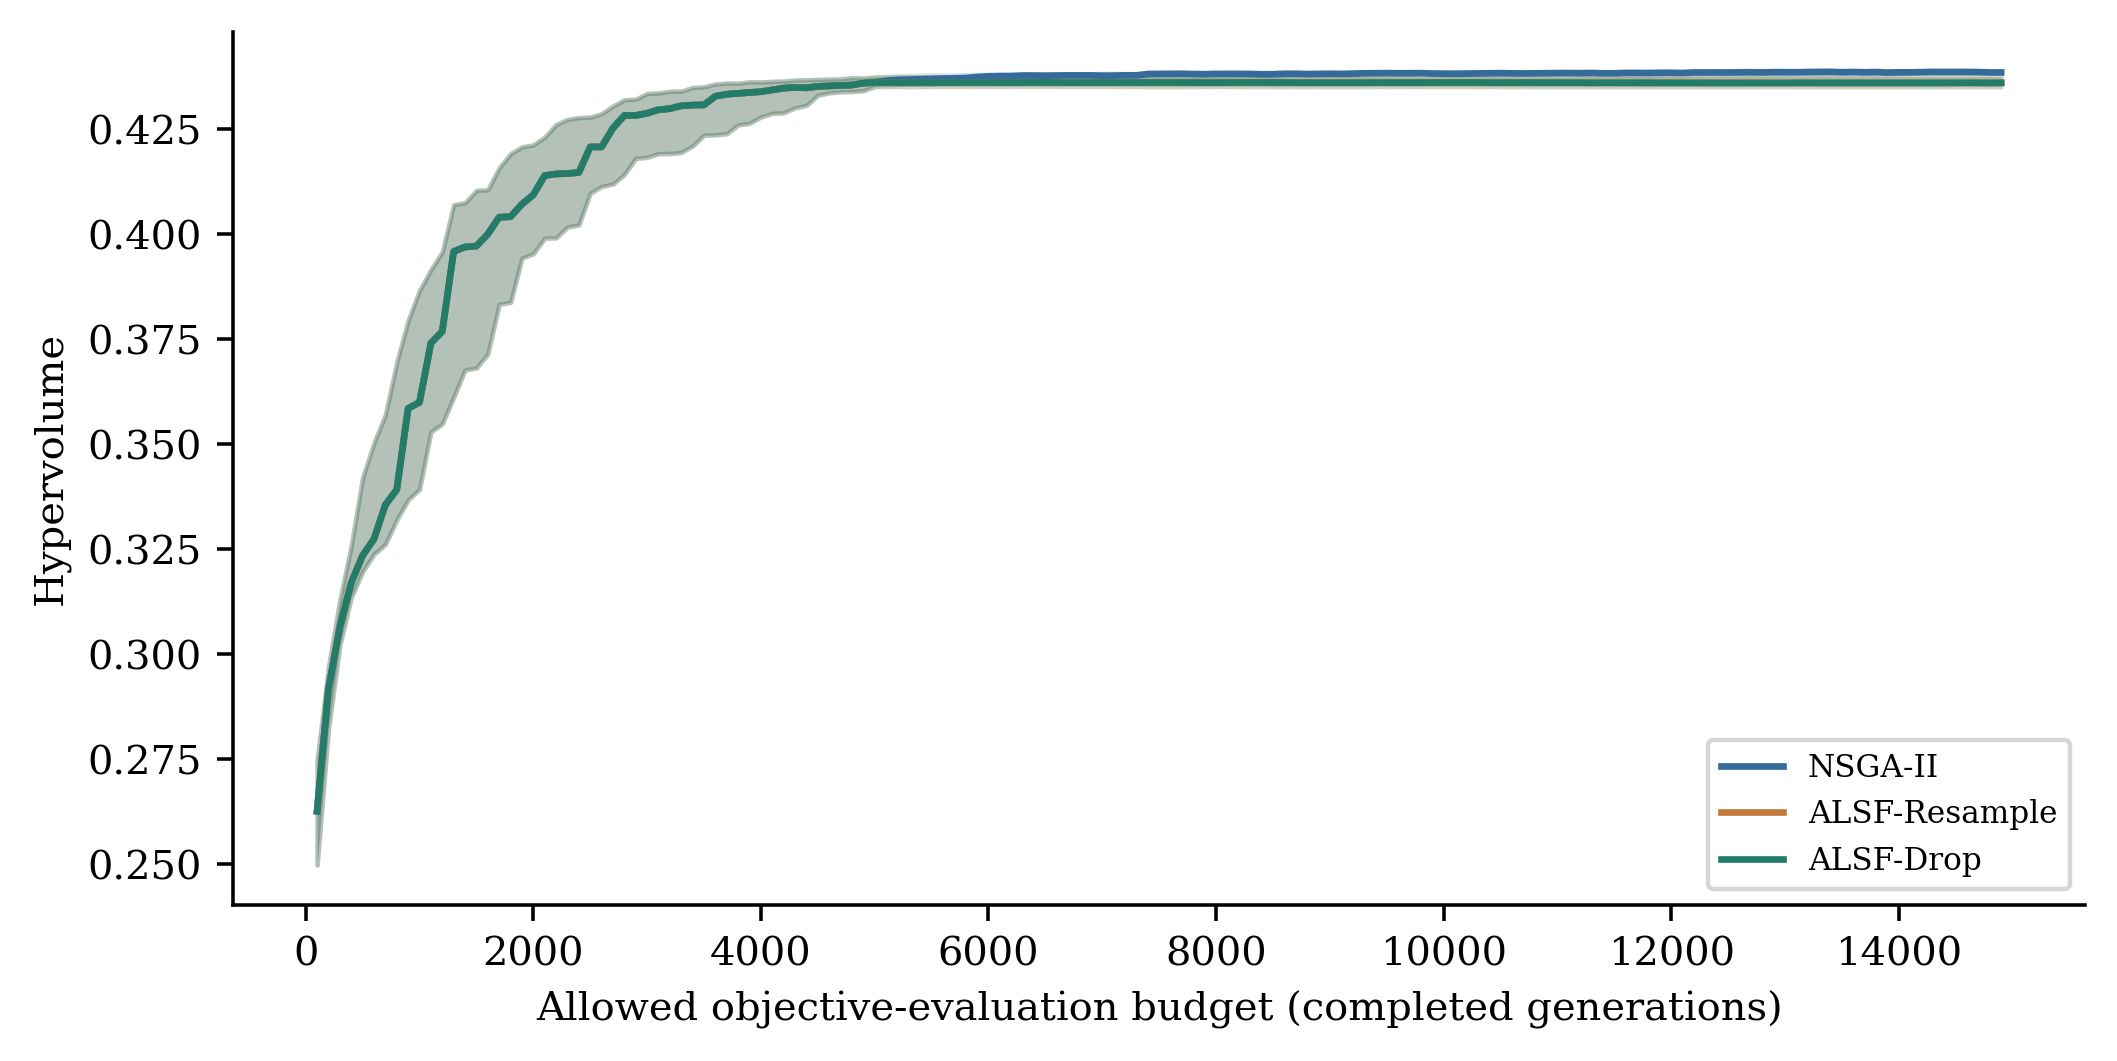 0.425
0.400
0.375
0.350
0.325
0.300
0.275
0.250
Hypervolume
NSGA-II
ALSF-Resample
ALSF-Drop
0 2000 4000 6000 8000 10000 12000 14000
Allowed objective-evaluation budget (completed generations)